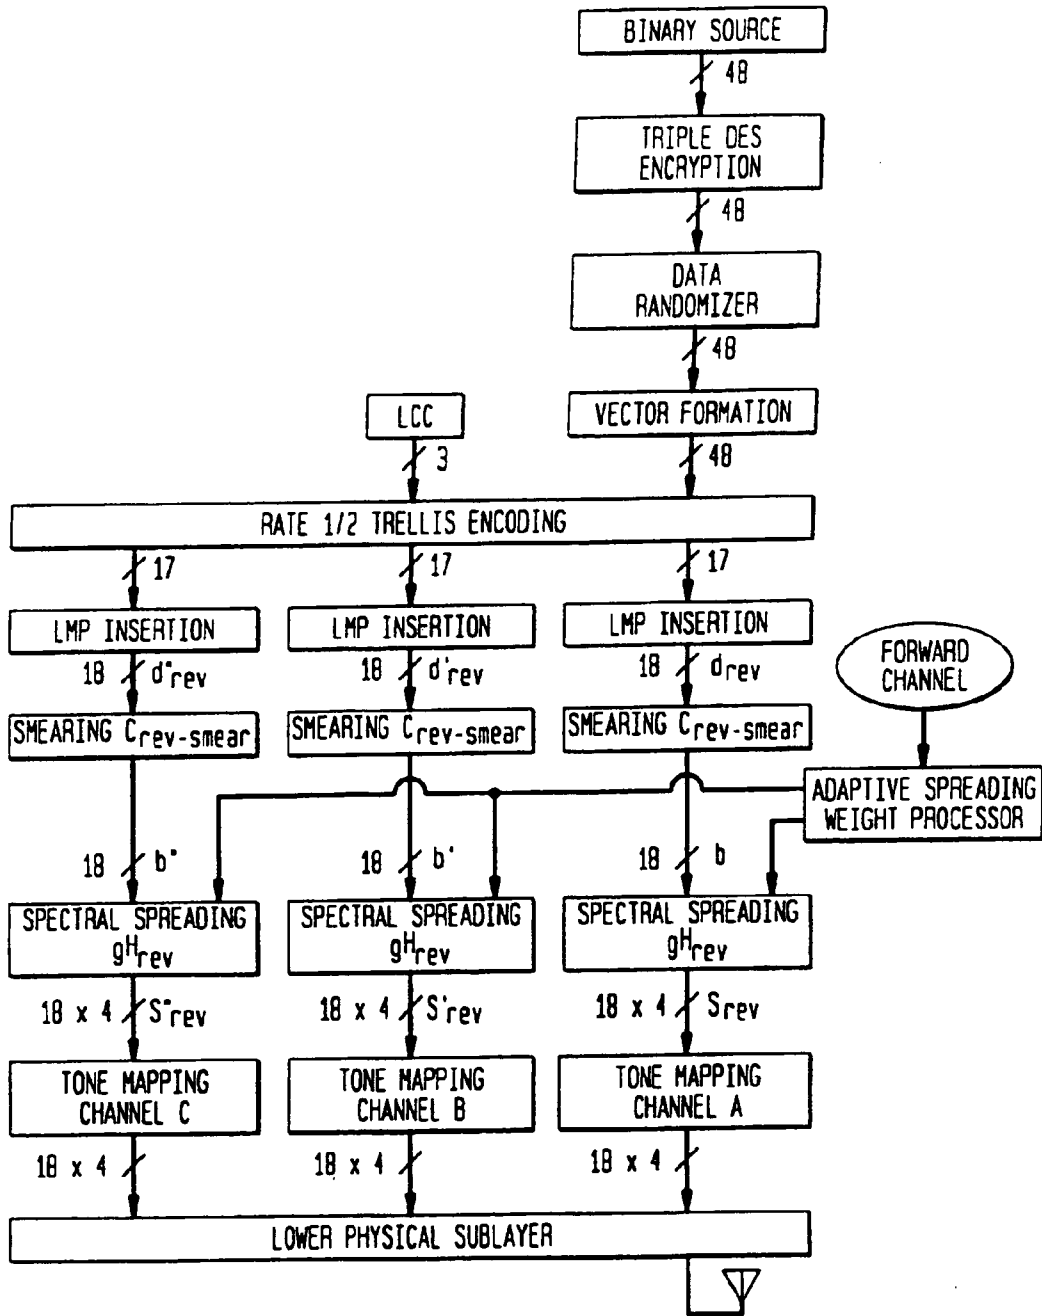 BINARY SOURCE
48
TRIPLE DES
ENCRYPTION
48
DATA
RANDOMIZER
48
LCC
VECTOR FORMATION
3
48
RATE 1/2 TRELLIS ENCODING
17
17
17
LMP INSERTION
LMP INSERTION
LMP INSERTION
18 d"rev
18 d'rev
18 drev
FORWARD
CHANNEL
SMEARING Crev-smear
SMEARING Crev-smear
SMEARING Crev-smear
ADAPTIVE SPREADING
WEIGHT PROCESSOR
18 b"
18 b'
18 b
SPECTRAL SPREADING
gHrev
SPECTRAL SPREADING
gHrev
SPECTRAL SPREADING
gHrev
18 x 4 S"rev
18 x 4 S'rev
18 x 4 Srev
TONE MAPPING
CHANNEL C
TONE MAPPING
CHANNEL B
TONE MAPPING
CHANNEL A
18 x 4
18 x 4
18 x 4
LOWER PHYSICAL SUBLAYER